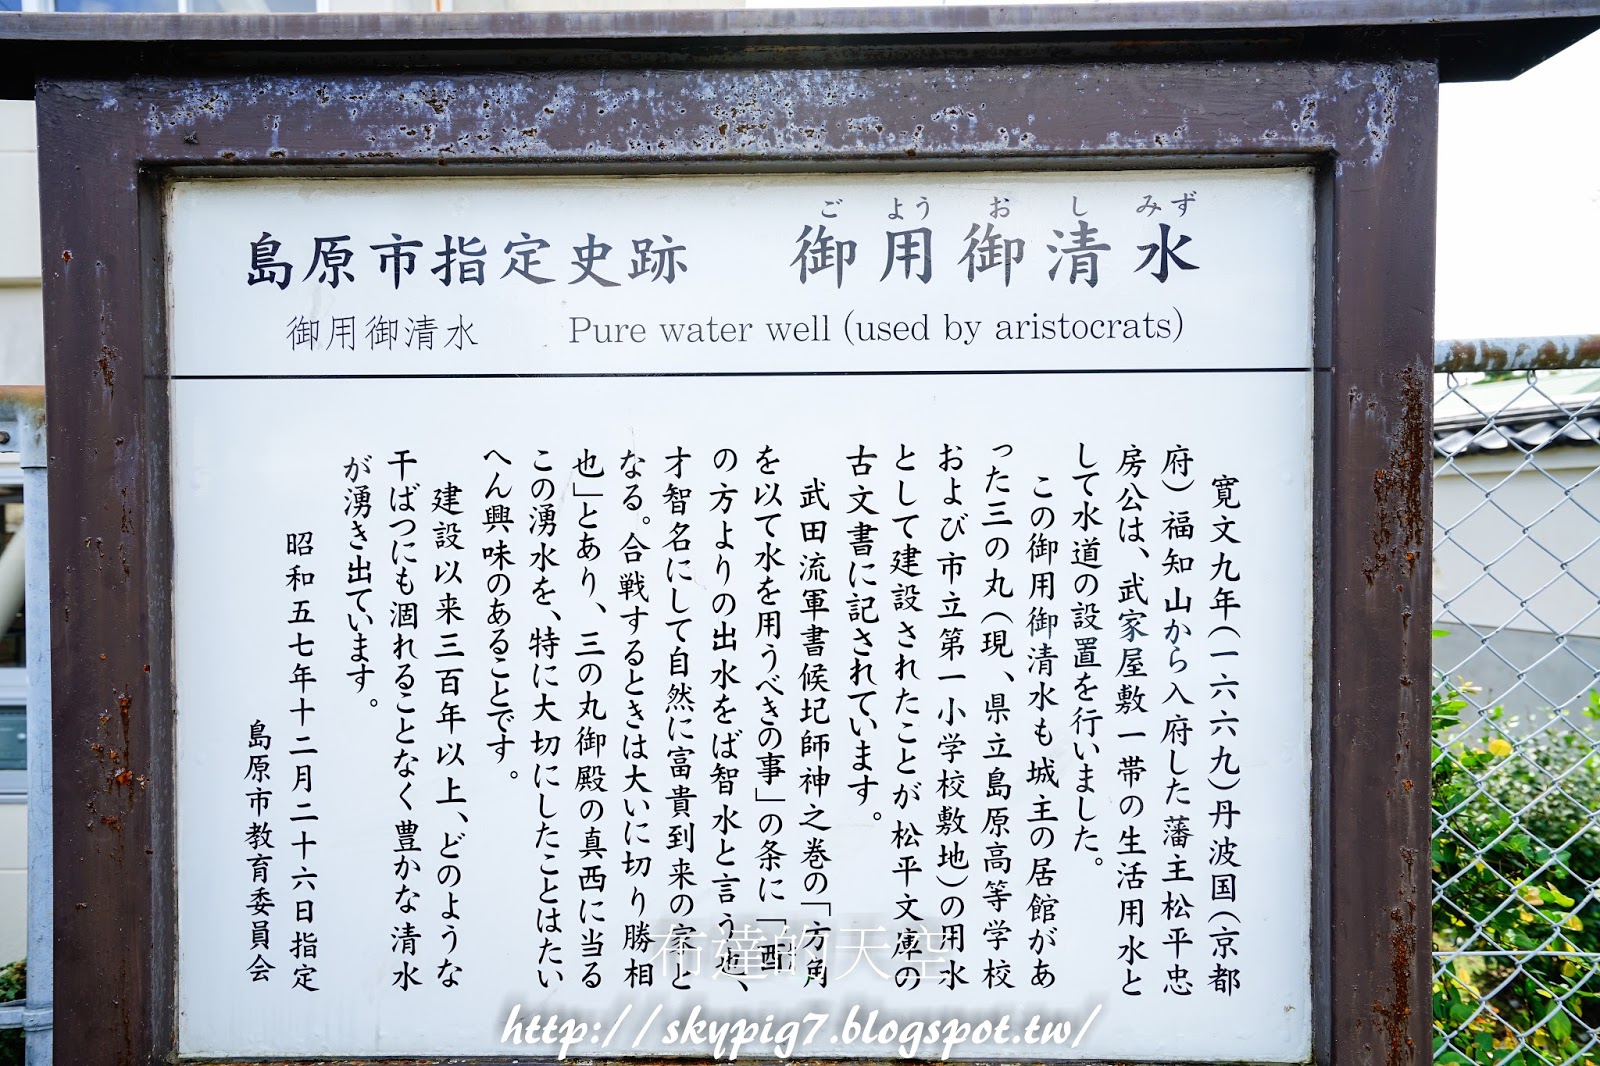 ご よう お し みず
島原市指定史跡 御用御清水
御用御清水 Pure water well (used by aristocrats)
寛文九年(一六六九)丹波国(京都
府)福知山から入府した藩主松平忠
房公は、武家屋敷一帯の生活用水と
して水道の設置を行いました。
この御用御清水も城主の居館があ
った三の丸(現、県立島原高等学校
および市立第一小学校敷地)の用水
として建設されたことが松平文庫の
古文書に記されています。
武田流軍書候圯師神之巻の「方角
を以て水を用うべきの事」の条に「酉
の方よりの出水をば智水と言う也、
才智名にして自然に富貴到来の家と
なる。合戦するときは大いに切り勝相
也」とあり、三の丸御殿の真西に当る
この湧水を、特に大切にしたことはたい
へん興味のあることです。
建設以来三百年以上、どのような
干ばつにも涸れることなく豊かな清水
が湧き出ています。
昭和五七年十二月二十六日指定
島原市教育委員会
布達的天空
http://skypig7.blogspot.tw/